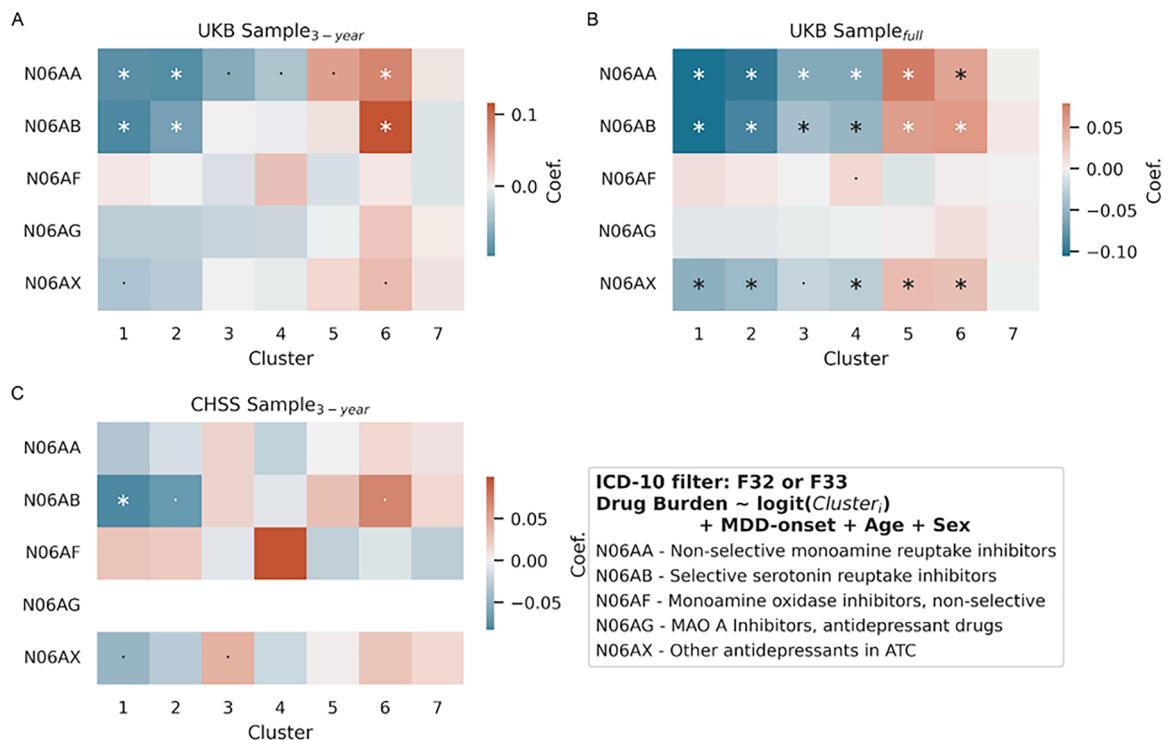 A
UKB Sample3−year
N06AA * * · · · *
N06AB * * *
N06AF
N06AG
N06AX · ·
1 2 3 4 5 6 7
Cluster
0.1
0.0
Coef.
B
UKB Samplefull
N06AA * * * * * *
N06AB * * * * * *
N06AF ·
N06AG
N06AX * * · * * *
1 2 3 4 5 6 7
Cluster
0.05
0.00
−0.05
−0.10
Coef.
C
CHSS Sample3−year
N06AA
N06AB * · ·
N06AF
N06AG
N06AX · ·
1 2 3 4 5 6 7
Cluster
0.05
0.00
−0.05
Coef.
ICD-10 filter: F32 or F33
Drug Burden ~ logit(Clusteri)
+ MDD-onset + Age + Sex
N06AA - Non-selective monoamine reuptake inhibitors
N06AB - Selective serotonin reuptake inhibitors
N06AF - Monoamine oxidase inhibitors, non-selective
N06AG - MAO A Inhibitors, antidepressant drugs
N06AX - Other antidepressants in ATC